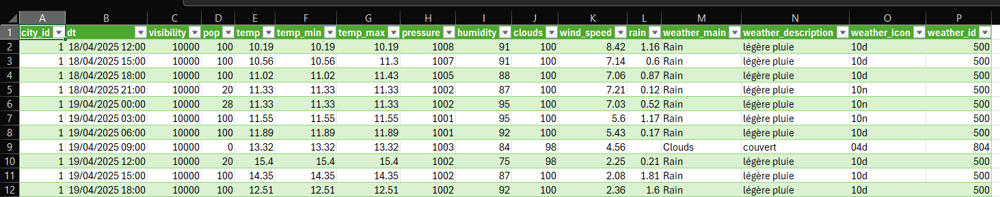 A B C D E F G H I J K L M N O P
1 city_id dt visibility pop temp temp_min temp_max pressure humidity clouds wind_speed rain weather_main weather_description weather_icon weather_id
2 1 18/04/2025 12:00 10000 100 10.19 10.19 10.19 1008 91 100 8.42 1.16 Rain légère pluie 10d 500
3 1 18/04/2025 15:00 10000 100 10.56 10.56 11.3 1007 91 100 7.14 0.6 Rain légère pluie 10d 500
4 1 18/04/2025 18:00 10000 100 11.02 11.02 11.43 1005 88 100 7.06 0.87 Rain légère pluie 10d 500
5 1 18/04/2025 21:00 10000 20 11.33 11.33 11.33 1002 87 100 7.21 0.12 Rain légère pluie 10n 500
6 1 19/04/2025 00:00 10000 28 11.33 11.33 11.33 1002 95 100 7.03 0.52 Rain légère pluie 10n 500
7 1 19/04/2025 03:00 10000 100 11.55 11.55 11.55 1001 95 100 5.6 1.17 Rain légère pluie 10n 500
8 1 19/04/2025 06:00 10000 100 11.89 11.89 11.89 1001 92 100 5.43 0.17 Rain légère pluie 10d 500
9 1 19/04/2025 09:00 10000 0 13.32 13.32 13.32 1003 84 98 4.56 Clouds couvert 04d 804
10 1 19/04/2025 12:00 10000 20 15.4 15.4 15.4 1002 75 98 2.25 0.21 Rain légère pluie 10d 500
11 1 19/04/2025 15:00 10000 100 14.35 14.35 14.35 1002 87 100 2.08 1.81 Rain légère pluie 10d 500
12 1 19/04/2025 18:00 10000 100 12.51 12.51 12.51 1002 92 100 2.36 1.6 Rain légère pluie 10d 500